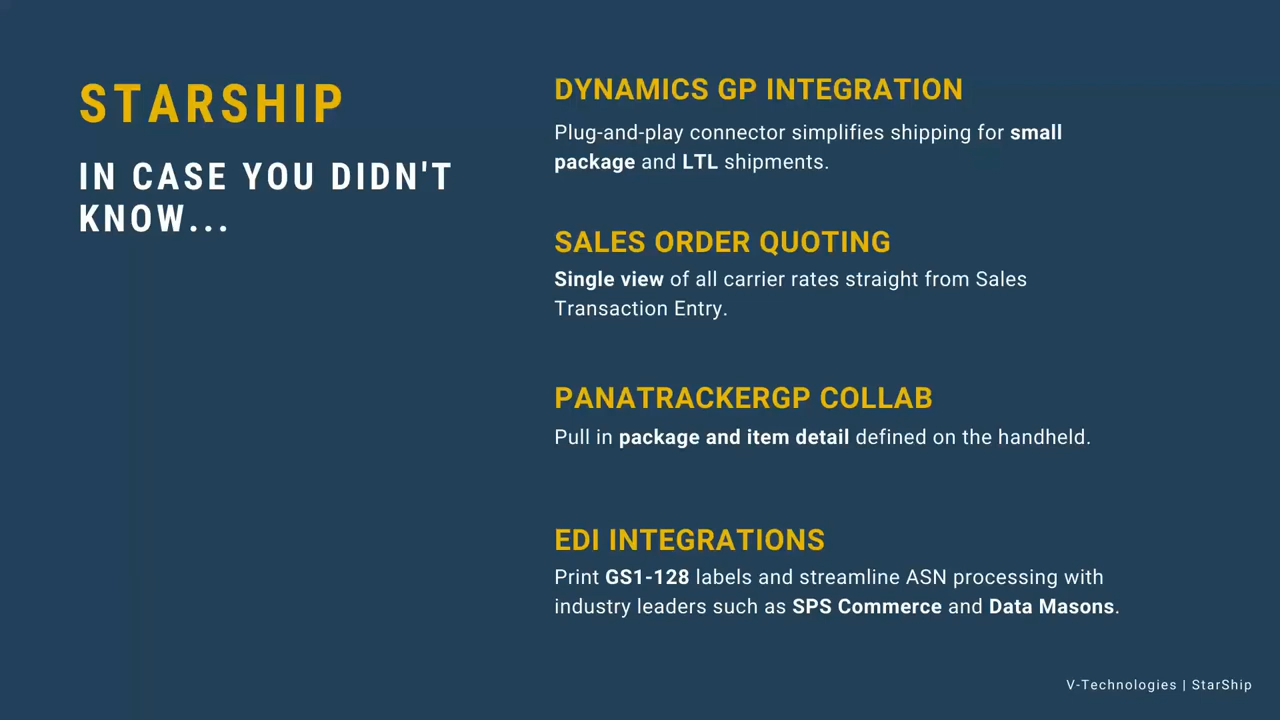 STARSHIP
IN CASE YOU DIDN'T
KNOW...
DYNAMICS GP INTEGRATION
Plug-and-play connector simplifies shipping for small
package and LTL shipments.
SALES ORDER QUOTING
Single view of all carrier rates straight from Sales
Transaction Entry.
PANATRACKERGP COLLAB
Pull in package and item detail defined on the handheld.
EDI INTEGRATIONS
Print GS1-128 labels and streamline ASN processing with
industry leaders such as SPS Commerce and Data Masons.
V-Technologies | StarShip